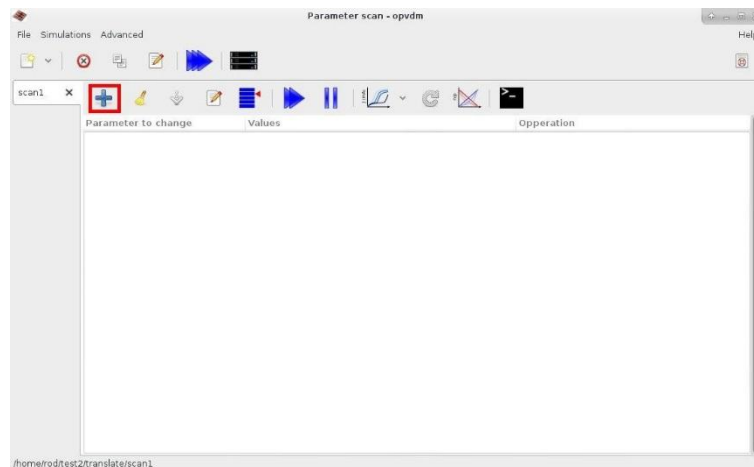 Parameter scan - opvdm
File Simulations Advanced
Help
scan1
Parameter to change Values Opperation
/home/rod/test2/translate/scan1